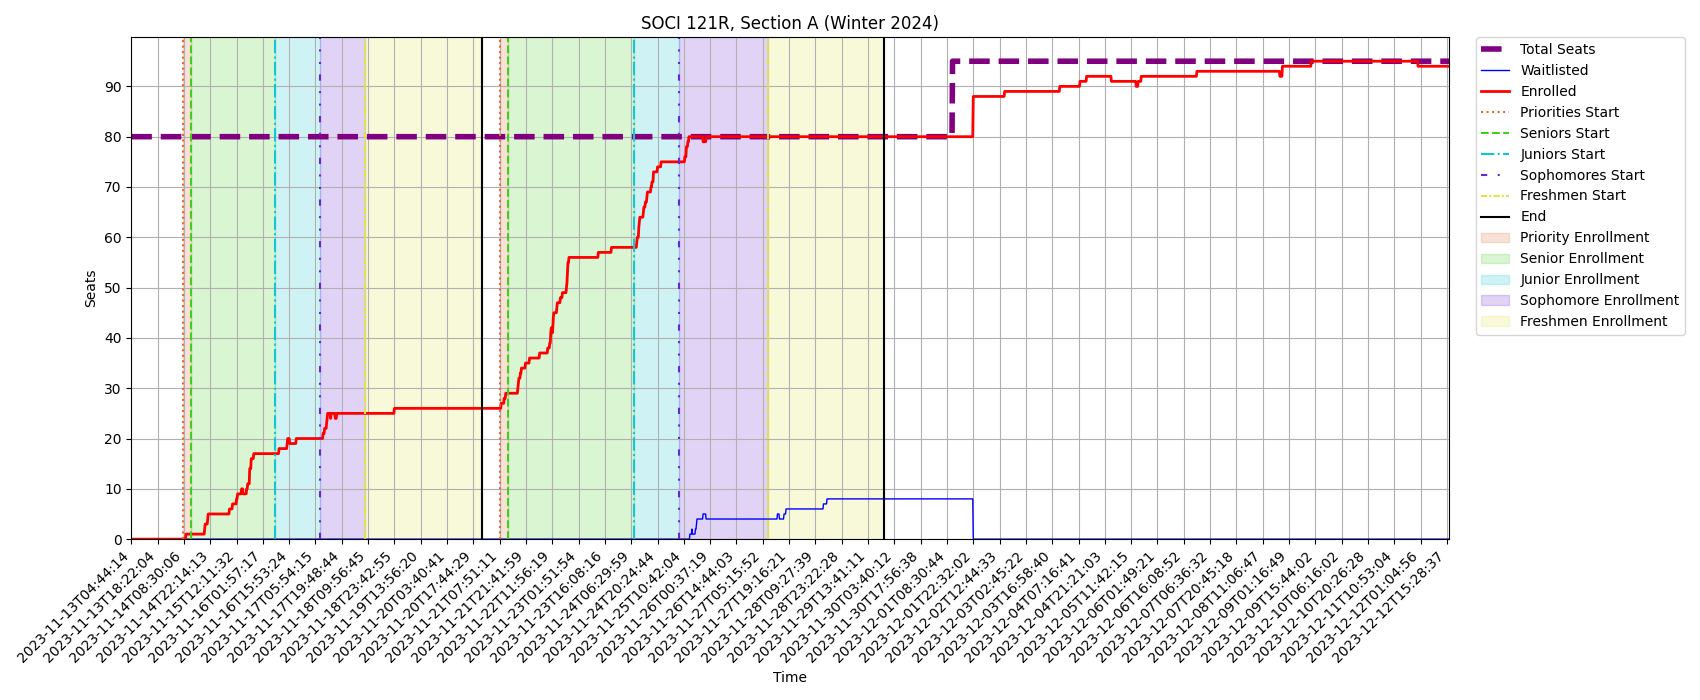 SOCI 121R, Section A (Winter 2024)
Total Seats
Waitlisted
Enrolled
Priorities Start
Seniors Start
Juniors Start
Sophomores Start
Freshmen Start
End
Priority Enrollment
Senior Enrollment
Junior Enrollment
Sophomore Enrollment
Freshmen Enrollment
Seats
90
80
70
60
50
40
30
20
10
0
2023-11-13T04:44:14
2023-11-13T18:22:04
2023-11-14T08:30:06
2023-11-14T22:14:13
2023-11-15T12:11:32
2023-11-16T01:57:17
2023-11-16T15:53:24
2023-11-17T05:54:15
2023-11-17T19:48:44
2023-11-18T09:56:45
2023-11-18T23:42:55
2023-11-19T13:56:20
2023-11-20T03:40:41
2023-11-20T17:44:29
2023-11-21T07:51:11
2023-11-21T21:41:59
2023-11-22T11:56:19
2023-11-23T01:51:54
2023-11-23T16:08:16
2023-11-24T06:29:59
2023-11-24T20:24:44
2023-11-25T10:42:04
2023-11-26T00:37:19
2023-11-26T14:44:03
2023-11-27T05:15:52
2023-11-27T19:16:21
2023-11-28T09:27:39
2023-11-28T23:22:28
2023-11-29T13:41:11
2023-11-30T03:40:12
2023-11-30T17:56:38
2023-12-01T08:30:44
2023-12-01T22:32:02
2023-12-02T12:44:33
2023-12-03T02:45:22
2023-12-03T16:58:40
2023-12-04T07:16:41
2023-12-04T21:21:03
2023-12-05T11:42:15
2023-12-06T01:49:21
2023-12-06T16:08:52
2023-12-07T06:36:32
2023-12-07T20:45:18
2023-12-08T11:06:47
2023-12-09T01:16:49
2023-12-09T15:44:02
2023-12-10T06:16:02
2023-12-10T20:26:28
2023-12-11T10:53:04
2023-12-12T01:04:56
2023-12-12T15:28:37
Time